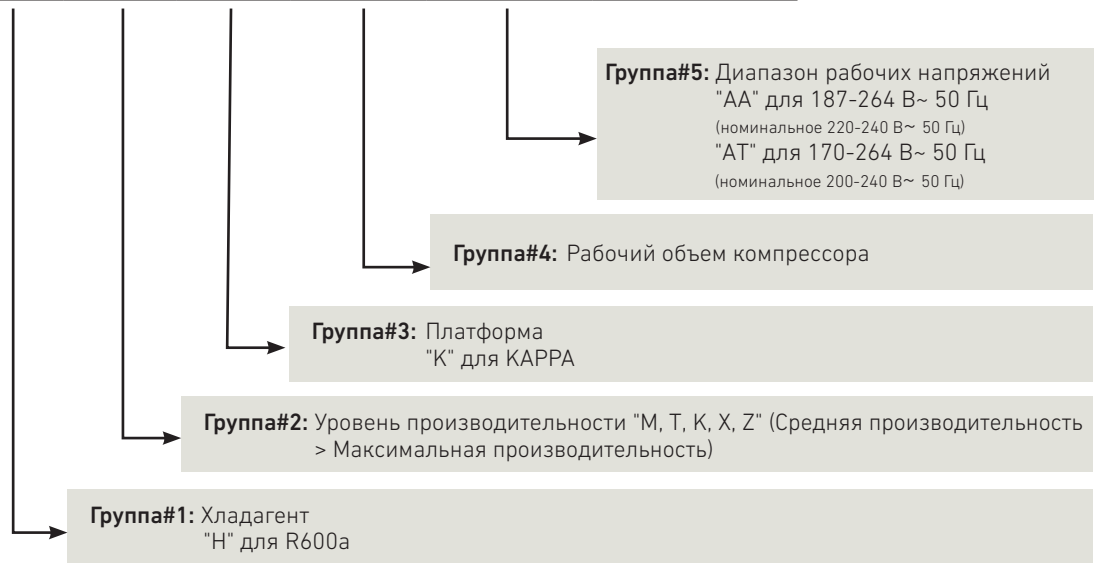 Группа#5: Диапазон рабочих напряжений
"AA" для 187-264 В~ 50 Гц
(номинальное 220-240 В~ 50 Гц)
"AT" для 170-264 В~ 50 Гц
(номинальное 200-240 В~ 50 Гц)
Группа#4: Рабочий объем компрессора
Группа#3: Платформа
"K" для KAPPA
Группа#2: Уровень производительности "M, T, K, X, Z" (Средняя производительность
> Максимальная производительность)
Группа#1: Хладагент
"H" для R600a